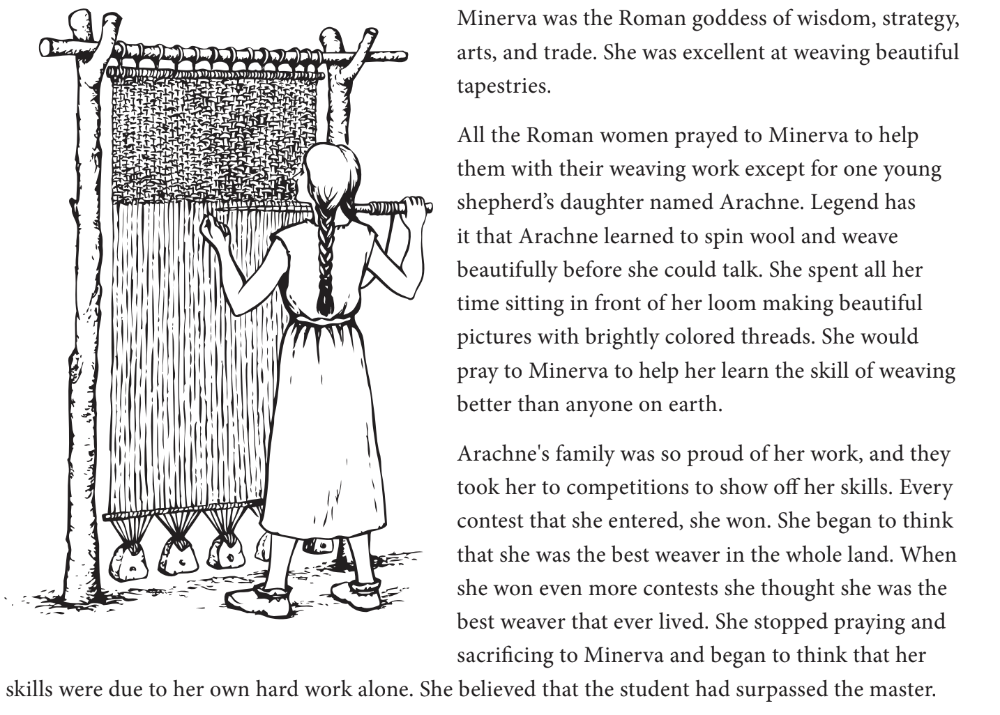 Minerva was the Roman goddess of wisdom, strategy,
arts, and trade. She was excellent at weaving beautiful
tapestries.
All the Roman women prayed to Minerva to help
them with their weaving work except for one young
shepherd’s daughter named Arachne. Legend has
it that Arachne learned to spin wool and weave
beautifully before she could talk. She spent all her
time sitting in front of her loom making beautiful
pictures with brightly colored threads. She would
pray to Minerva to help her learn the skill of weaving
better than anyone on earth.
Arachne's family was so proud of her work, and they
took her to competitions to show off her skills. Every
contest that she entered, she won. She began to think
that she was the best weaver in the whole land. When
she won even more contests she thought she was the
best weaver that ever lived. She stopped praying and
sacrificing to Minerva and began to think that her
skills were due to her own hard work alone. She believed that the student had surpassed the master.